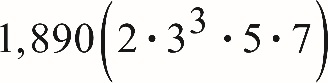 1,890(2 · 3³ · 5 · 7)